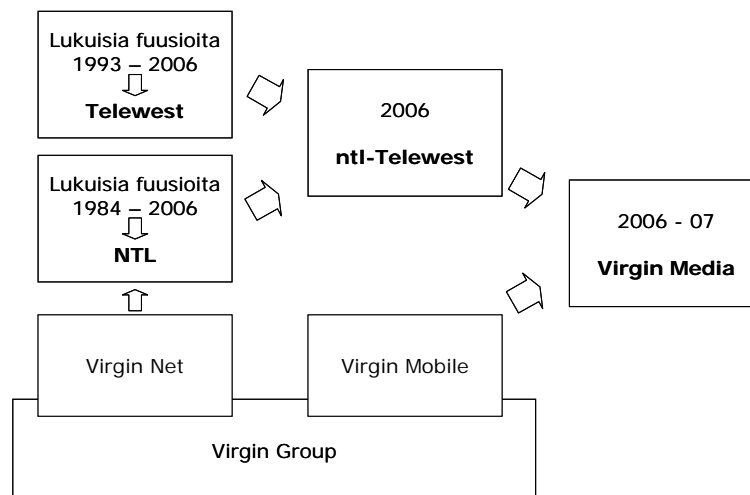 Lukuisia fuusioita
1993 – 2006
Telewest
Lukuisia fuusioita
1984 – 2006
NTL
2006
ntl-Telewest
2006 - 07
Virgin Media
Virgin Net
Virgin Mobile
Virgin Group